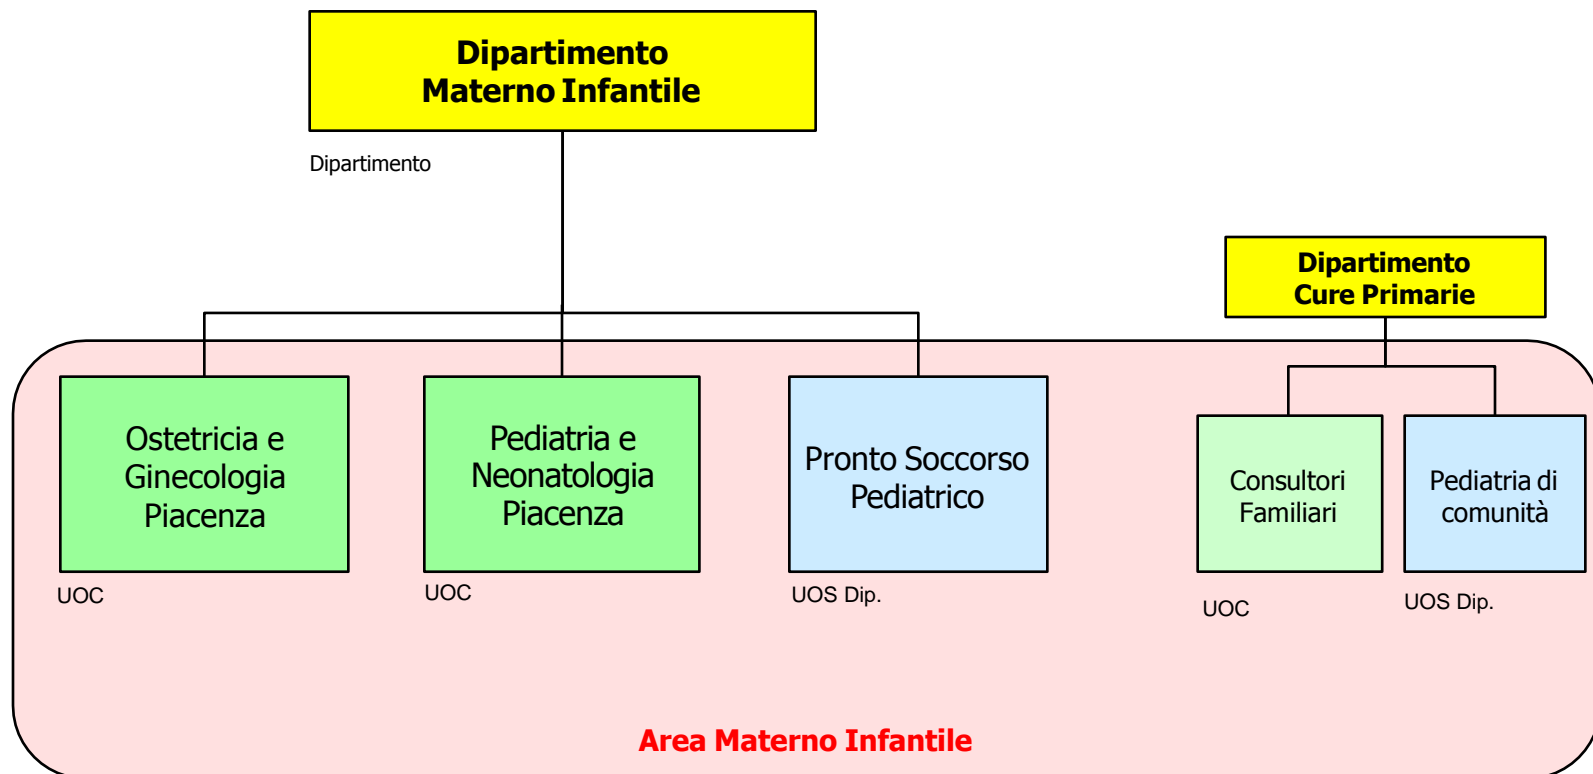 Dipartimento
Materno Infantile
Dipartimento
Dipartimento
Cure Primarie
Ostetricia e
Ginecologia
Piacenza
UOC
Pediatria e
Neonatologia
Piacenza
UOC
Pronto Soccorso
Pediatrico
UOS Dip.
Consultori
Familiari
UOC
Pediatria di
comunità
UOS Dip.
Area Materno Infantile